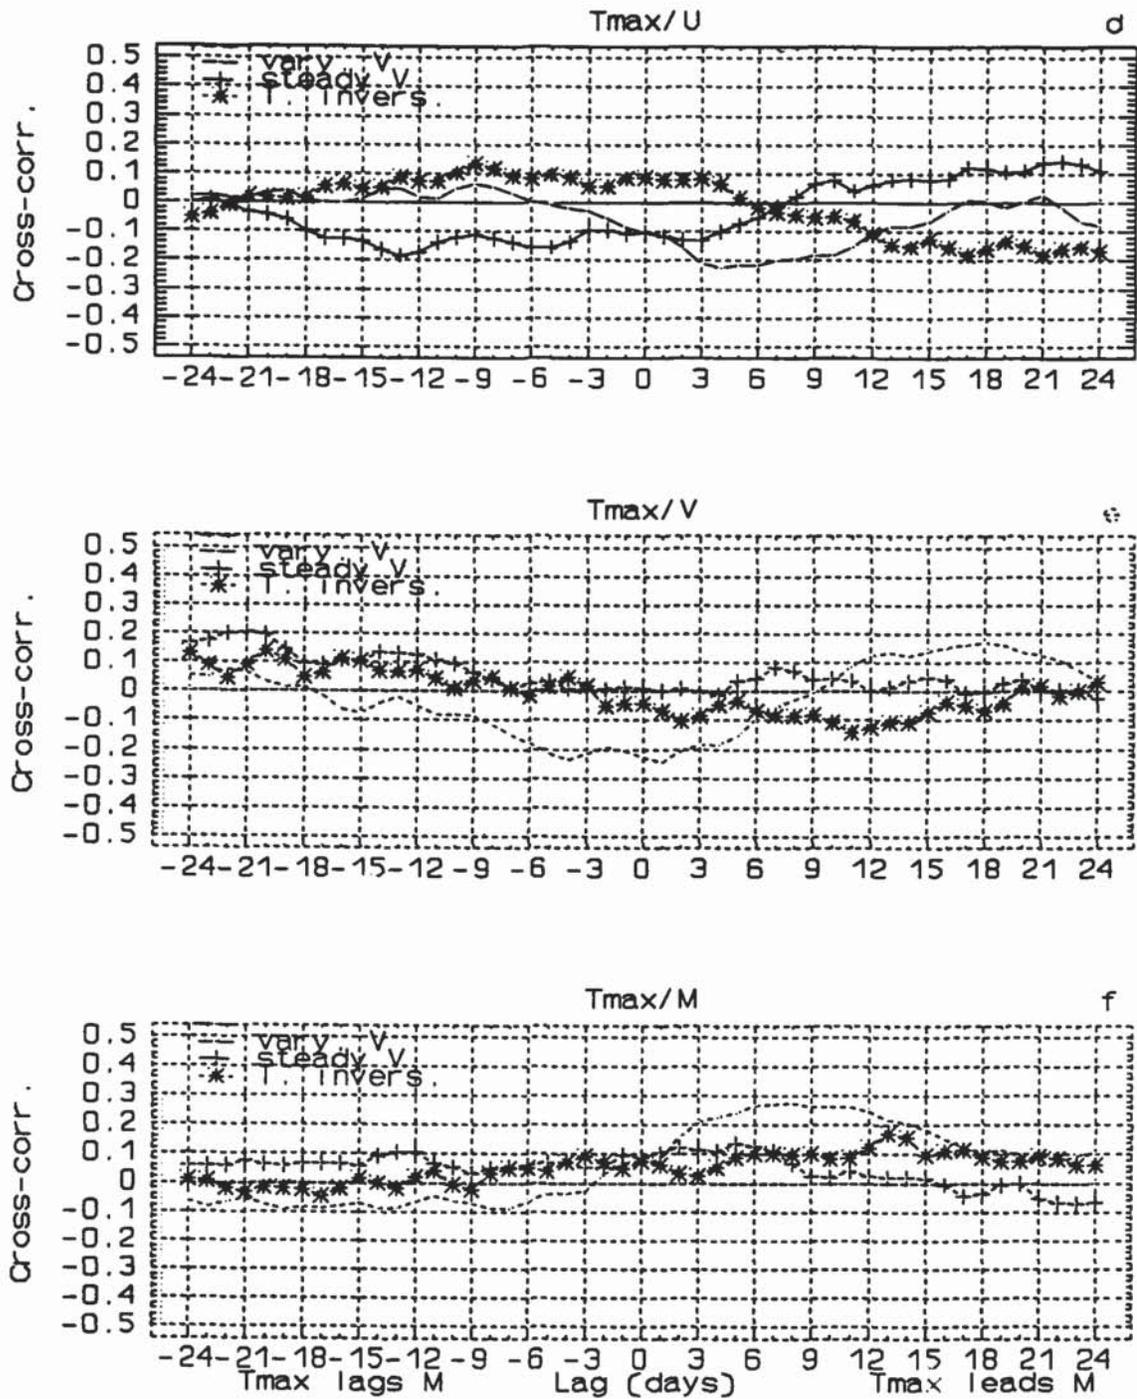 Tmax/U
d
0.5
0.4
0.3
0.2
0.1
0
-0.1
-0.2
-0.3
-0.4
-0.5
Cross-corr.
vary V
steady V
T. invers.
-24-21-18-15-12 -9 -6 -3 0 3 6 9 12 15 18 21 24
Tmax/V
e
0.5
0.4
0.3
0.2
0.1
0
-0.1
-0.2
-0.3
-0.4
-0.5
Cross-corr.
vary V
steady V
T. invers.
-24-21-18-15-12 -9 -6 -3 0 3 6 9 12 15 18 21 24
Tmax/M
f
0.5
0.4
0.3
0.2
0.1
0
-0.1
-0.2
-0.3
-0.4
-0.5
Cross-corr.
vary V
steady V
T. invers.
-24-21-18-15-12 -9 -6 -3 0 3 6 9 12 15 18 21 24
Tmax lags M Lag (days) Tmax leads M